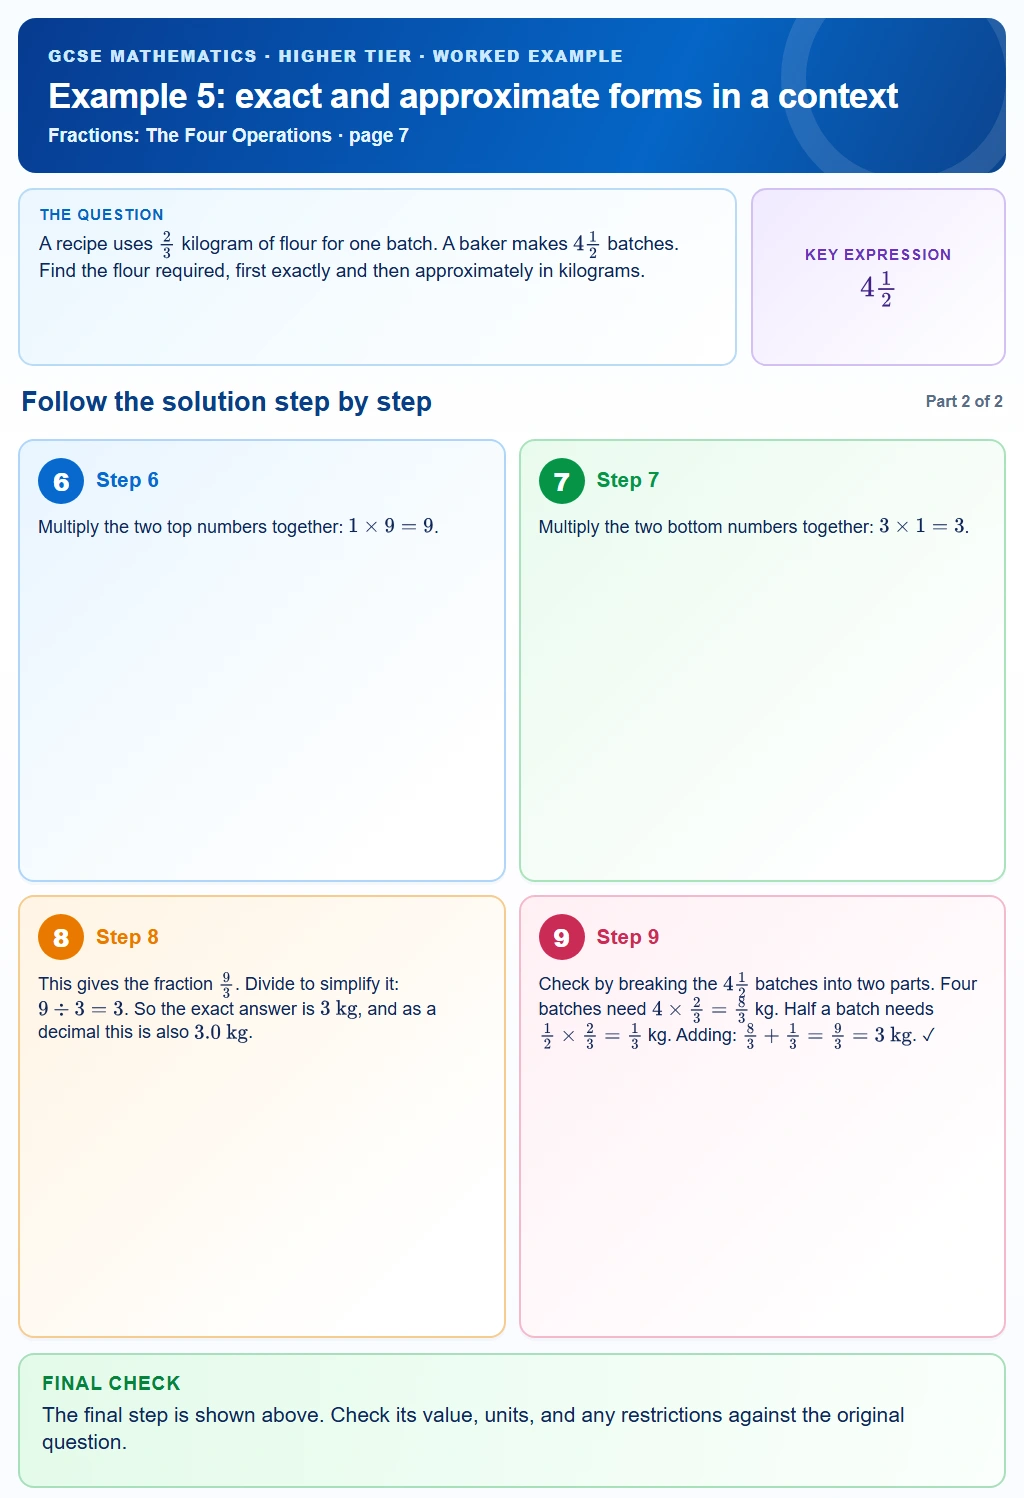 GCSE MATHEMATICS · HIGHER TIER · WORKED EXAMPLE
Example 5: exact and approximate forms in a context
Fractions: The Four Operations · page 7
THE QUESTION
A recipe uses 2/3 kilogram of flour for one batch. A baker makes 4 1/2 batches.
Find the flour required, first exactly and then approximately in kilograms.
KEY EXPRESSION
4 1/2
Follow the solution step by step
Part 2 of 2
6 Step 6
Multiply the two top numbers together: 1 × 9 = 9.
7 Step 7
Multiply the two bottom numbers together: 3 × 1 = 3.
8 Step 8
This gives the fraction 9/3. Divide to simplify it:
9 ÷ 3 = 3. So the exact answer is 3 kg, and as a
decimal this is also 3.0 kg.
9 Step 9
Check by breaking the 4 1/2 batches into two parts. Four
batches need 4 × 2/3 = 8/3 kg. Half a batch needs
1/2 × 2/3 = 1/3 kg. Adding: 8/3 + 1/3 = 9/3 = 3 kg. ✓
FINAL CHECK
The final step is shown above. Check its value, units, and any restrictions against the original
question.